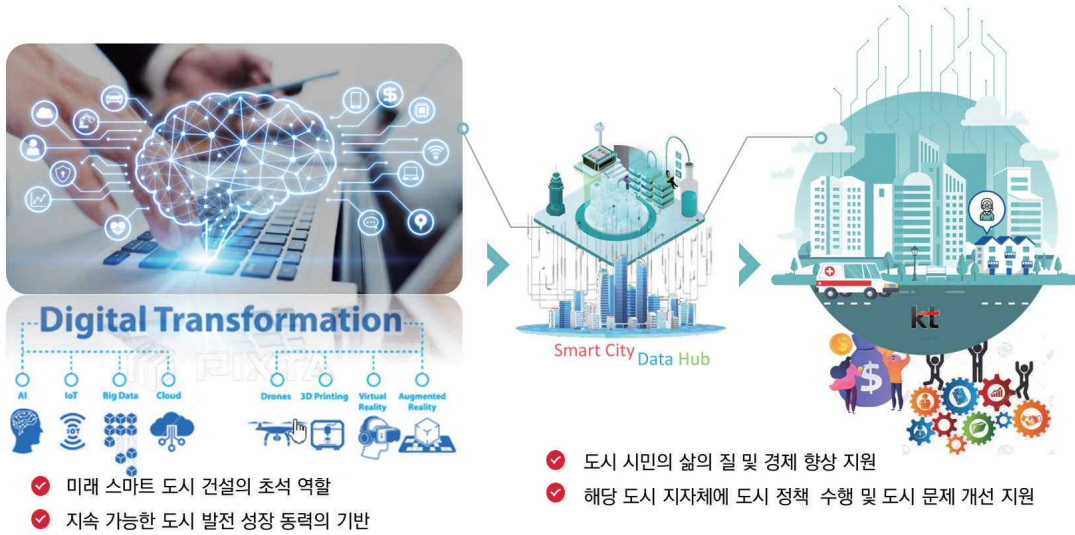 Digital Transformation
PIXTA
AI IoT Big Data Cloud Drones 3D Printing Virtual Reality Augmented Reality
미래 스마트 도시 건설의 초석 역할
지속 가능한 도시 발전 성장 동력의 기반
Smart City Data Hub
kt
도시 시민의 삶의 질 및 경제 향상 지원
해당 도시 지자체에 도시 정책 수행 및 도시 문제 개선 지원